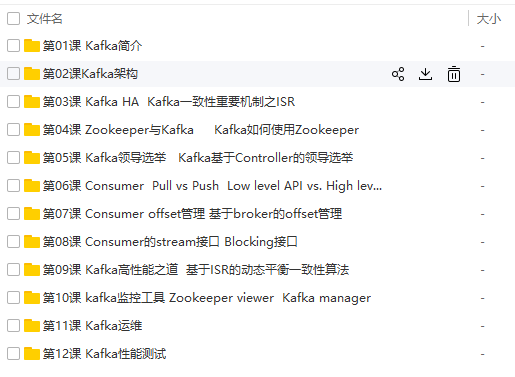 文件名 大小
第01课 Kafka简介 -
第02课Kafka架构 -
第03课 Kafka HA  Kafka一致性重要机制之ISR -
第04课 Zookeeper与Kafka     Kafka如何使用Zookeeper -
第05课 Kafka领导选举   Kafka基于Controller的领导选举 -
第06课 Consumer  Pull vs Push  Low level API vs. High lev... -
第07课 Consumer offset管理 基于broker的offset管理 -
第08课 Consumer的stream接口 Blocking接口 -
第09课 Kafka高性能之道  基于ISR的动态平衡一致性算法 -
第10课 kafka监控工具 Zookeeper viewer  Kafka manager -
第11课 Kafka运维 -
第12课 Kafka性能测试 -